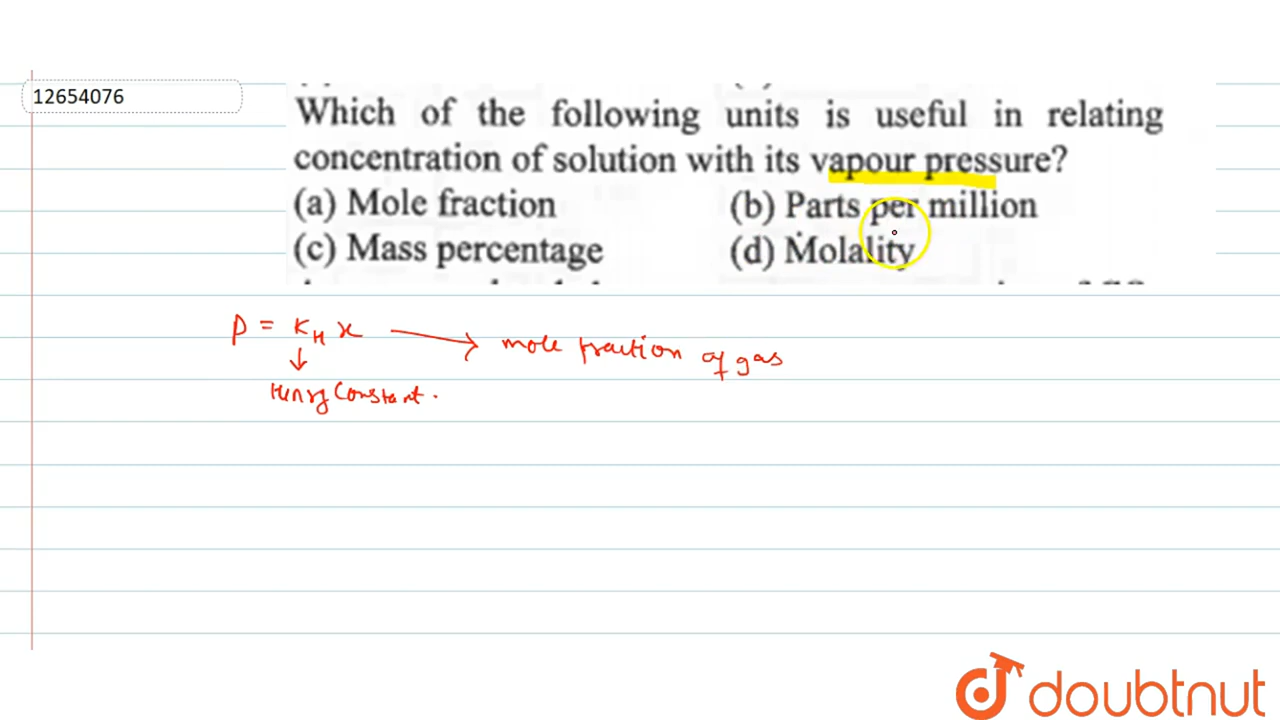 12654076
Which of the following units is useful in relating
concentration of solution with its vapour pressure?
(a) Mole fraction (b) Parts per million
(c) Mass percentage (d) Molality
P = KH x → mole fraction of gas
↓
Henry Constant.
doubtnut